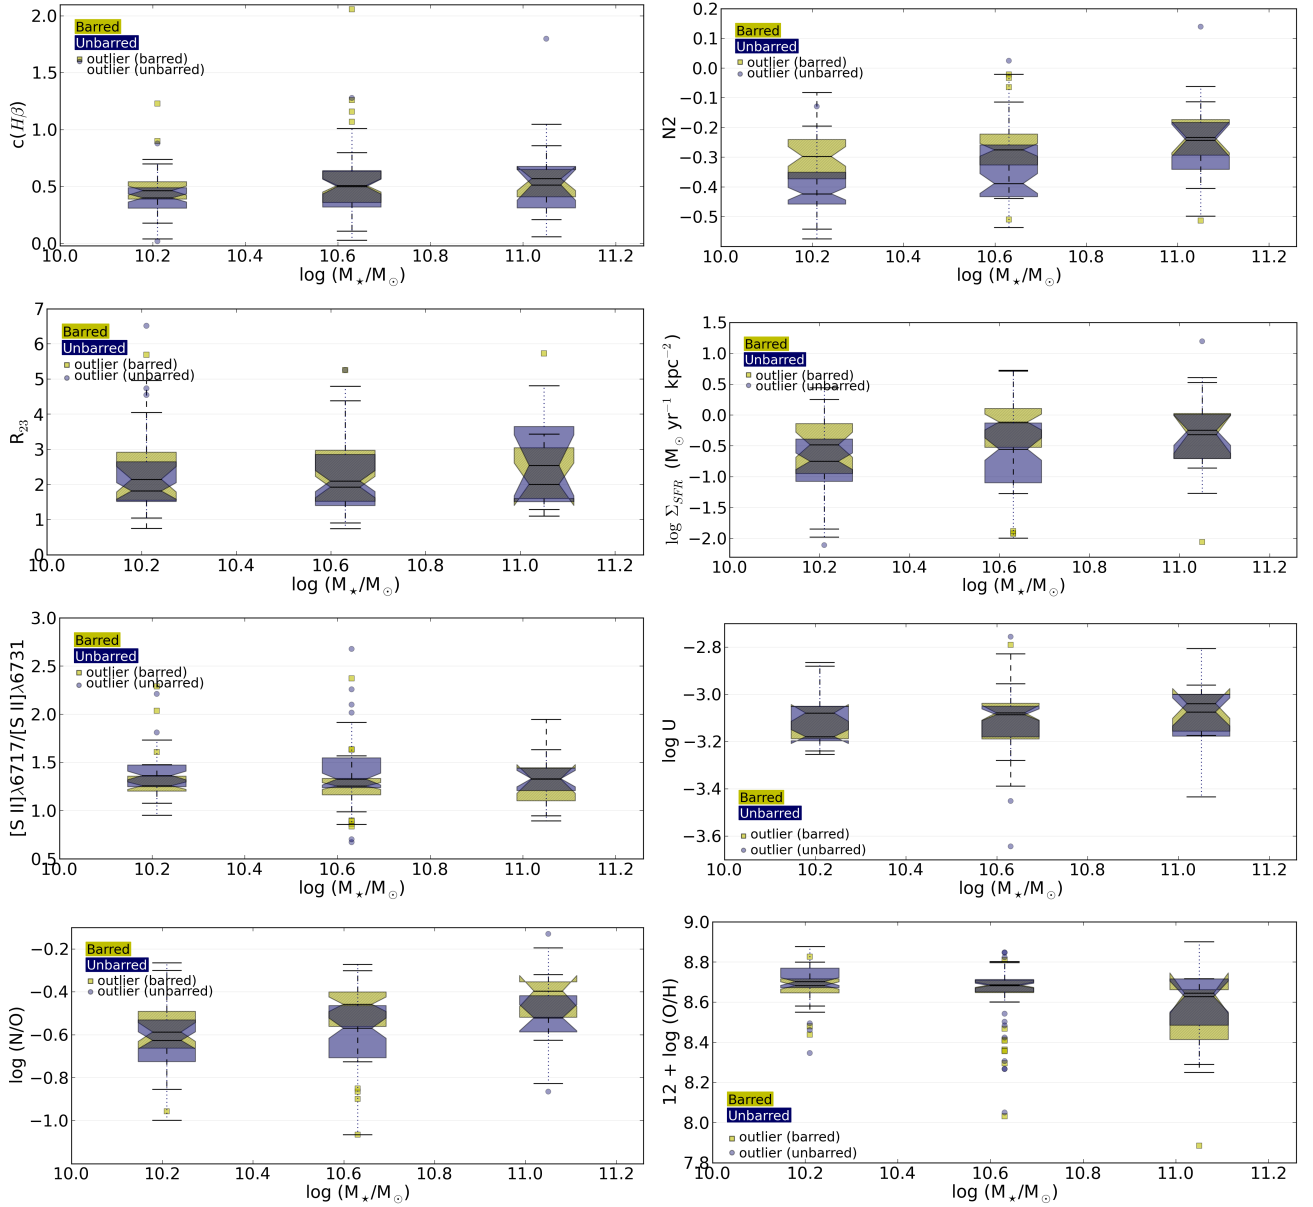 2.0
1.5
1.0
0.5
0.0
c(Hβ)
Barred
Unbarred
outlier (barred)
outlier (unbarred)
10.0 10.2 10.4 10.6 10.8 11.0 11.2
log (M⋆/M☉)
0.2
0.1
0.0
−0.1
−0.2
−0.3
−0.4
−0.5
N2
Barred
Unbarred
outlier (barred)
outlier (unbarred)
10.0 10.2 10.4 10.6 10.8 11.0 11.2
log (M⋆/M☉)
7
6
5
4
3
2
1
0
R23
Barred
Unbarred
outlier (barred)
outlier (unbarred)
10.0 10.2 10.4 10.6 10.8 11.0 11.2
log (M⋆/M☉)
1.5
1.0
0.5
0.0
−0.5
−1.0
−1.5
−2.0
log ΣSFR (M☉ yr−1 kpc−2)
Barred
Unbarred
outlier (barred)
outlier (unbarred)
10.0 10.2 10.4 10.6 10.8 11.0 11.2
log (M⋆/M☉)
3.0
2.5
2.0
1.5
1.0
0.5
[S II]λ6717/[S II]λ6731
Barred
Unbarred
outlier (barred)
outlier (unbarred)
10.0 10.2 10.4 10.6 10.8 11.0 11.2
log (M⋆/M☉)
−2.8
−3.0
−3.2
−3.4
−3.6
log U
Barred
Unbarred
outlier (barred)
outlier (unbarred)
10.0 10.2 10.4 10.6 10.8 11.0 11.2
log (M⋆/M☉)
−0.2
−0.4
−0.6
−0.8
−1.0
log (N/O)
Barred
Unbarred
outlier (barred)
outlier (unbarred)
10.0 10.2 10.4 10.6 10.8 11.0 11.2
log (M⋆/M☉)
9.0
8.8
8.6
8.4
8.2
8.0
7.8
12 + log (O/H)
Barred
Unbarred
outlier (barred)
outlier (unbarred)
10.0 10.2 10.4 10.6 10.8 11.0 11.2
log (M⋆/M☉)